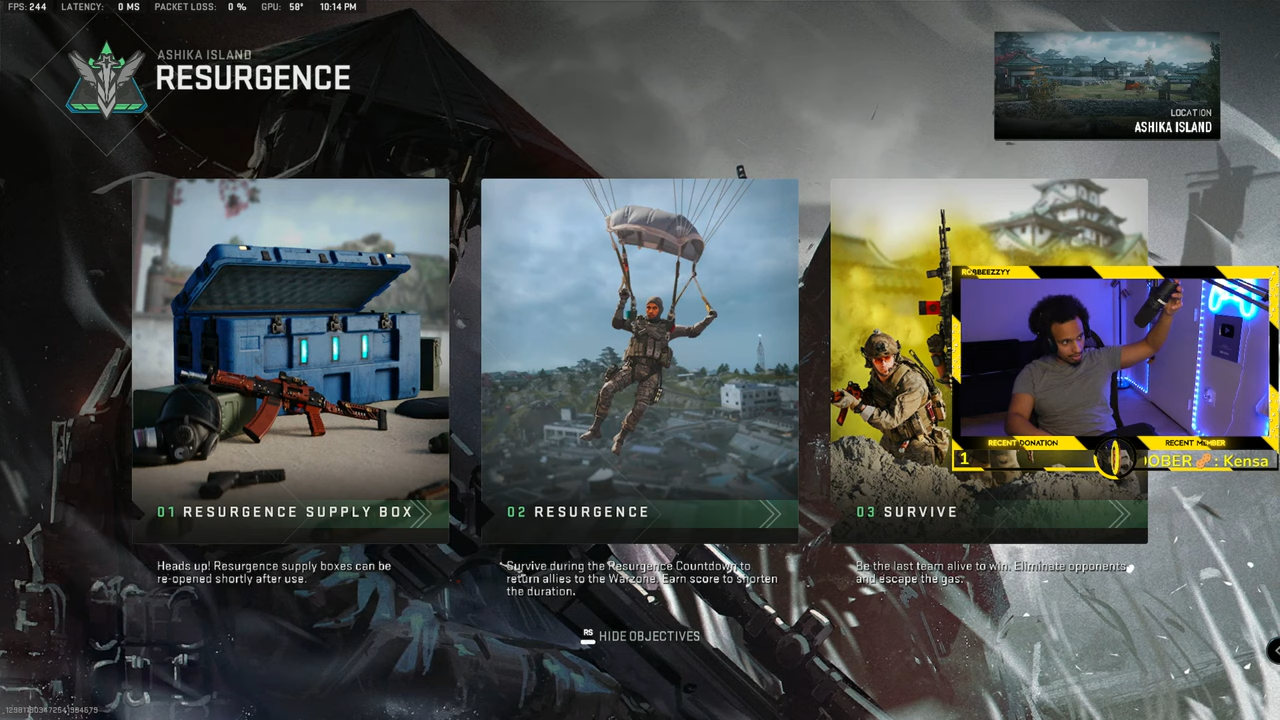 FPS: 244 LATENCY: 0 MS PACKET LOSS: 0 % GPU: 58° 10:14 PM
ASHIKA ISLAND
RESURGENCE
LOCATION
ASHIKA ISLAND
ROBBEEZZYY
RECENT DONATION
RECENT MEMBER
1
OBER 🥜: Kensa
01 RESURGENCE SUPPLY BOX
02 RESURGENCE
03 SURVIVE
Heads up! Resurgence supply boxes can be
re-opened shortly after use.
Survive during the Resurgence Countdown to
return allies to the Warzone. Earn score to shorten
the duration.
Be the last team alive to win. Eliminate opponents
and escape the gas.
RS HIDE OBJECTIVES